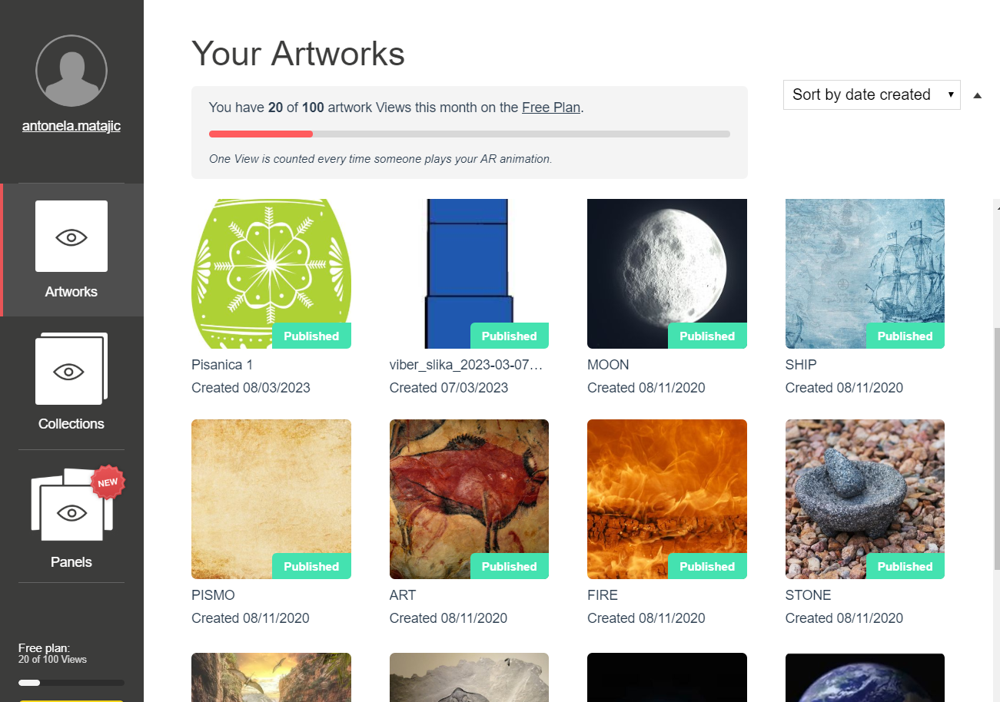 antonela.matajic
Artworks
Collections
NEW
Panels
Free plan:
20 of 100 Views
Your Artworks
You have 20 of 100 artwork Views this month on the Free Plan.
One View is counted every time someone plays your AR animation.
Sort by date created
Published
Published
Published
Published
Pisanica 1
viber_slika_2023-03-07…
MOON
SHIP
Created 08/03/2023
Created 07/03/2023
Created 08/11/2020
Created 08/11/2020
Published
Published
Published
Published
PISMO
ART
FIRE
STONE
Created 08/11/2020
Created 08/11/2020
Created 08/11/2020
Created 08/11/2020